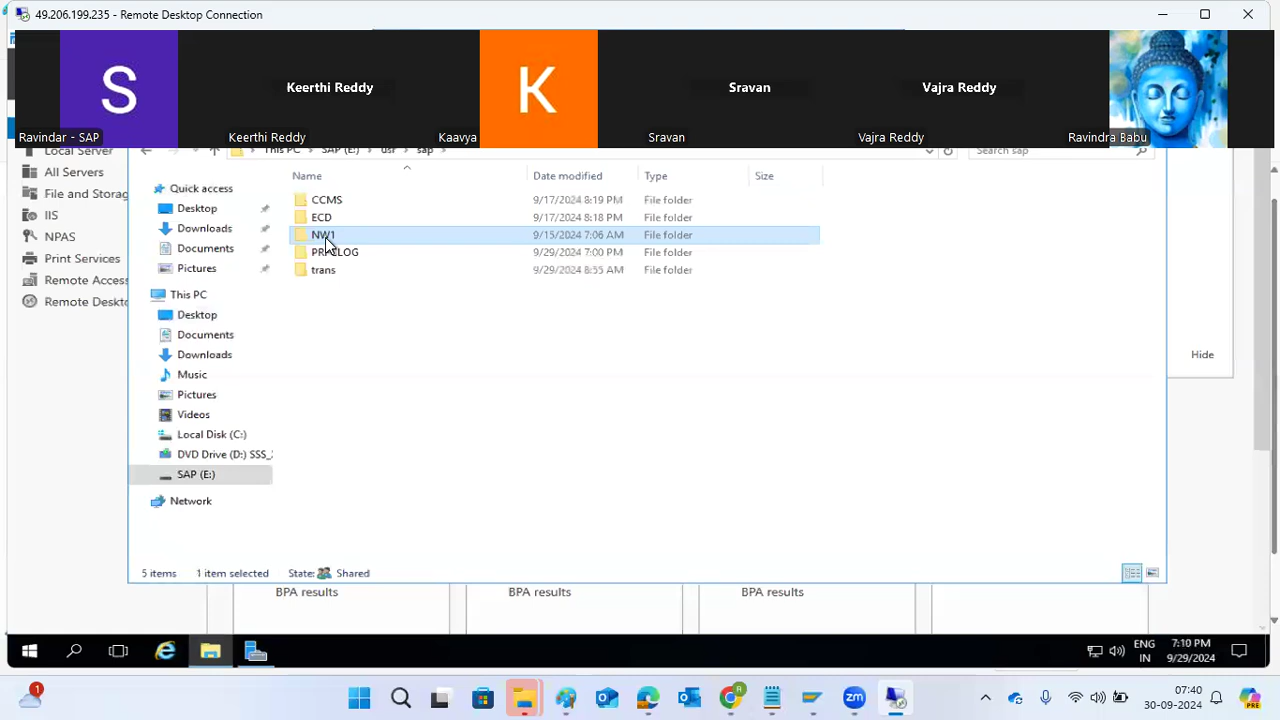 49.206.199.235 - Remote Desktop Connection
S
Keerthi Reddy
K
Sravan
Vajra Reddy
Ravindar - SAP
Keerthi Reddy
Kaavya
Sravan
Vajra Reddy
Ravindra Babu
Local Server
All Servers
File and Storag
IIS
NPAS
Print Services
Remote Access
Remote Deskto
This PC > SAP (E:) > usr > sap >
Search sap
Name Date modified Type Size
CCMS 9/17/2024 8:19 PM File folder
ECD 9/17/2024 8:18 PM File folder
NW1 9/15/2024 7:06 AM File folder
9/29/2024 7:00 PM File folder
trans 9/29/2024 8:55 AM File folder
Quick access
Desktop
Downloads
Documents
Pictures
This PC
Desktop
Documents
Downloads
Music
Pictures
Videos
Local Disk (C:)
DVD Drive (D:) SSS_
SAP (E:)
Network
Hide
5 items 1 item selected State: Shared
BPA results
BPA results
BPA results
ENG
IN
7:10 PM
9/29/2024
1
07:40
30-09-2024
PRE